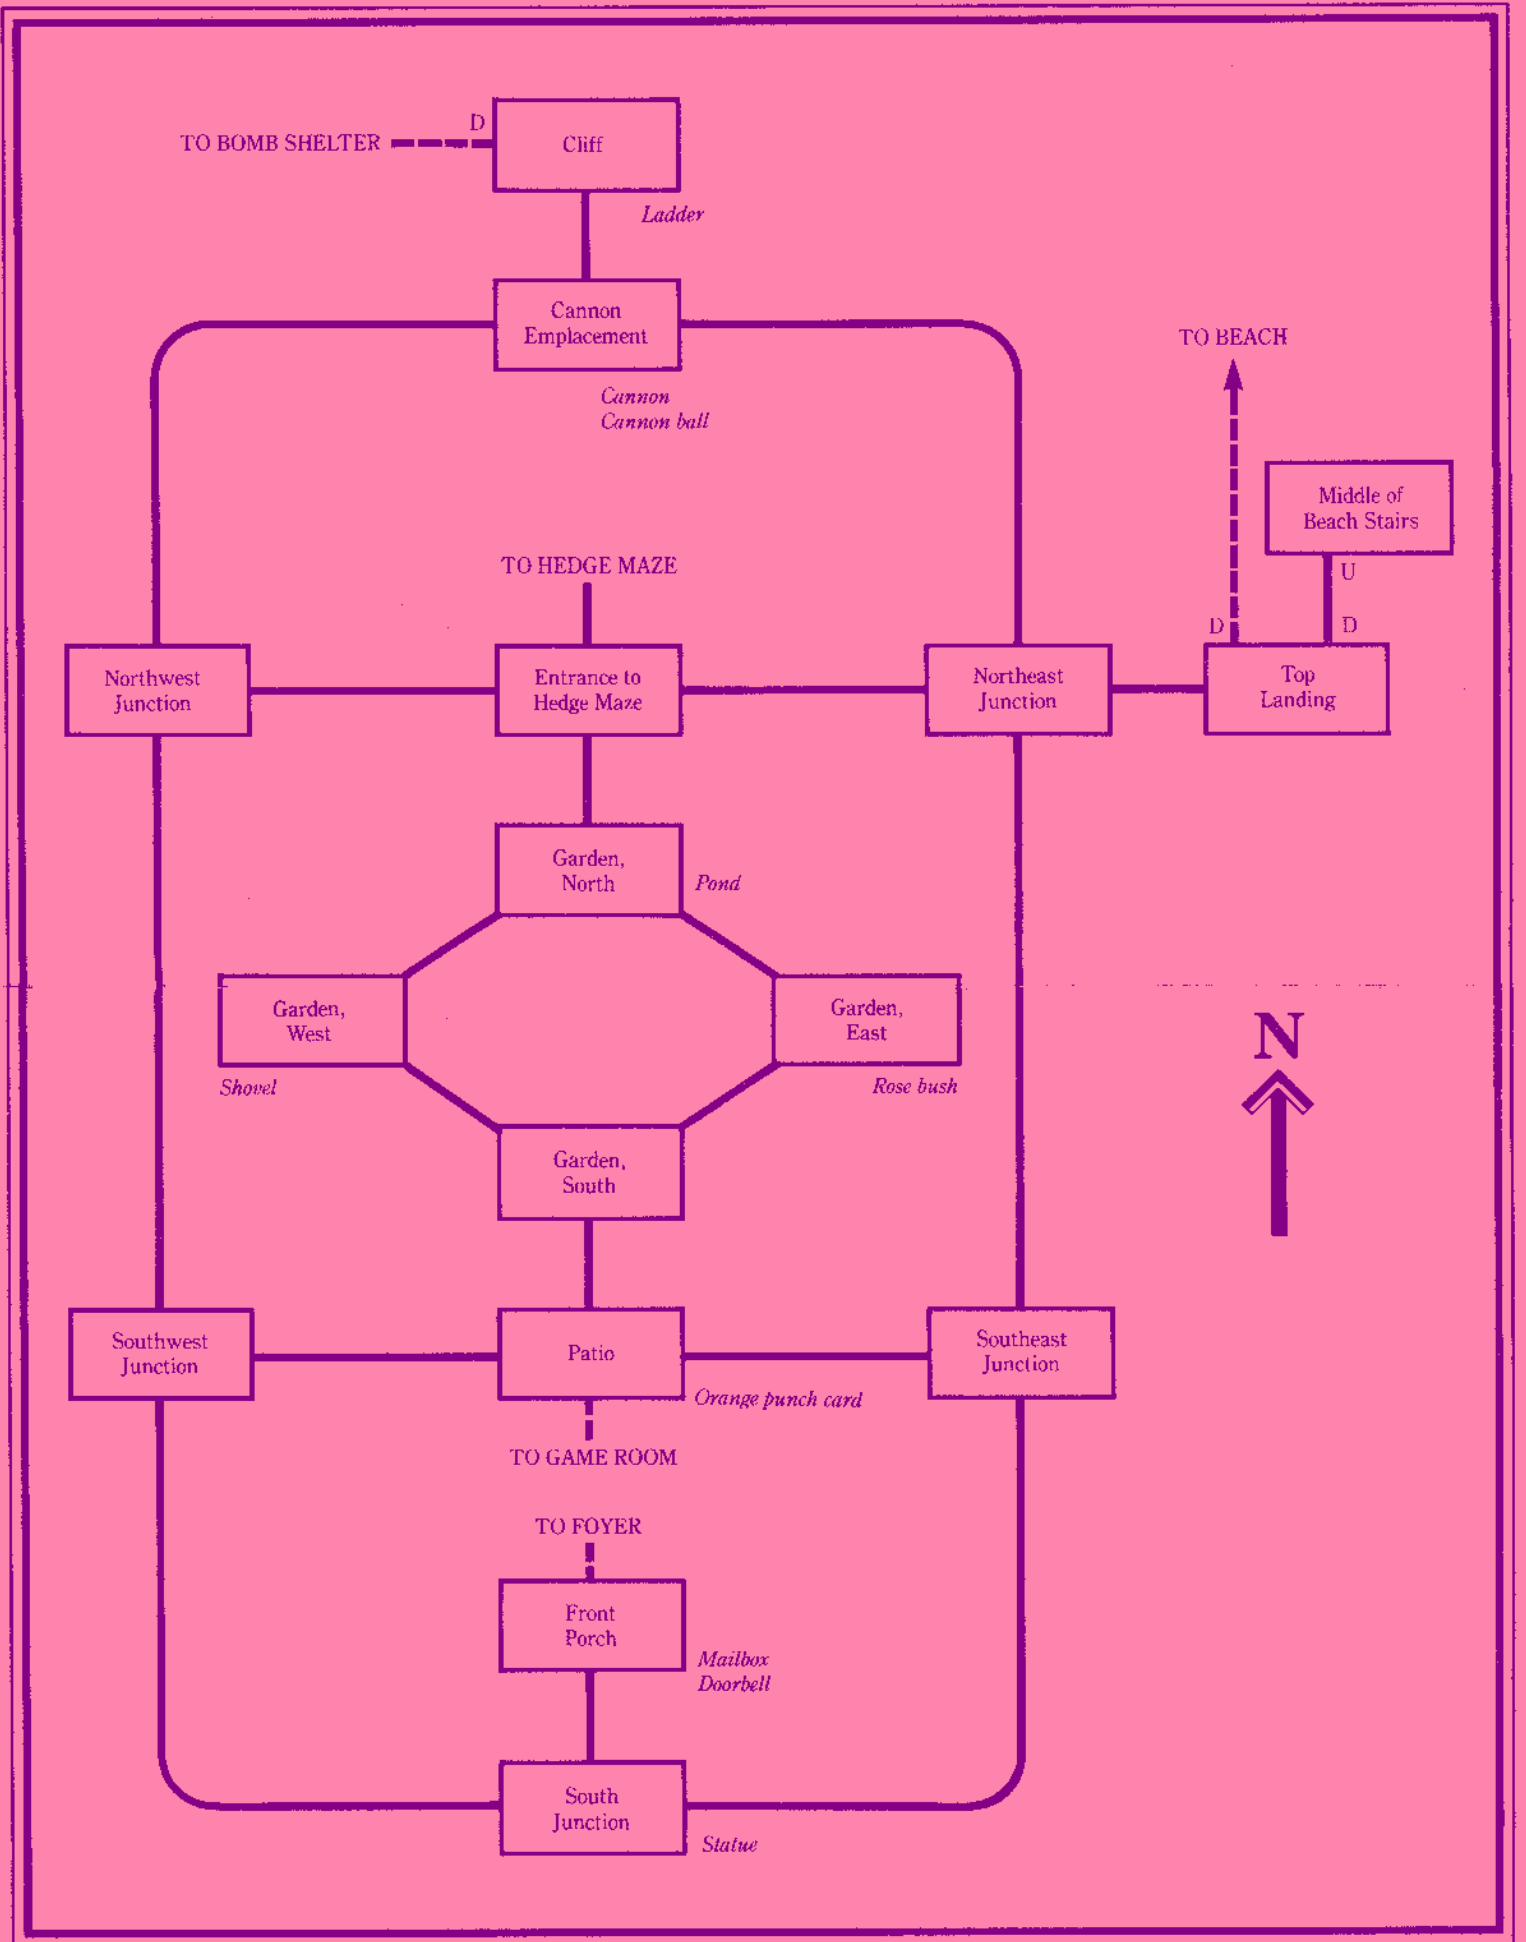 D
TO BOMB SHELTER
Cliff
Ladder
Cannon
Emplacement
Cannon
Cannon ball
TO BEACH
Middle of
Beach Stairs
U
D
D
TO HEDGE MAZE
Northwest
Junction
Entrance to
Hedge Maze
Northeast
Junction
Top
Landing
Garden,
North
Pond
Garden,
West
Shovel
Garden,
East
Rose bush
N
Garden,
South
Southwest
Junction
Patio
Southeast
Junction
Orange punch card
TO GAME ROOM
TO FOYER
Front
Porch
Mailbox
Doorbell
South
Junction
Statue